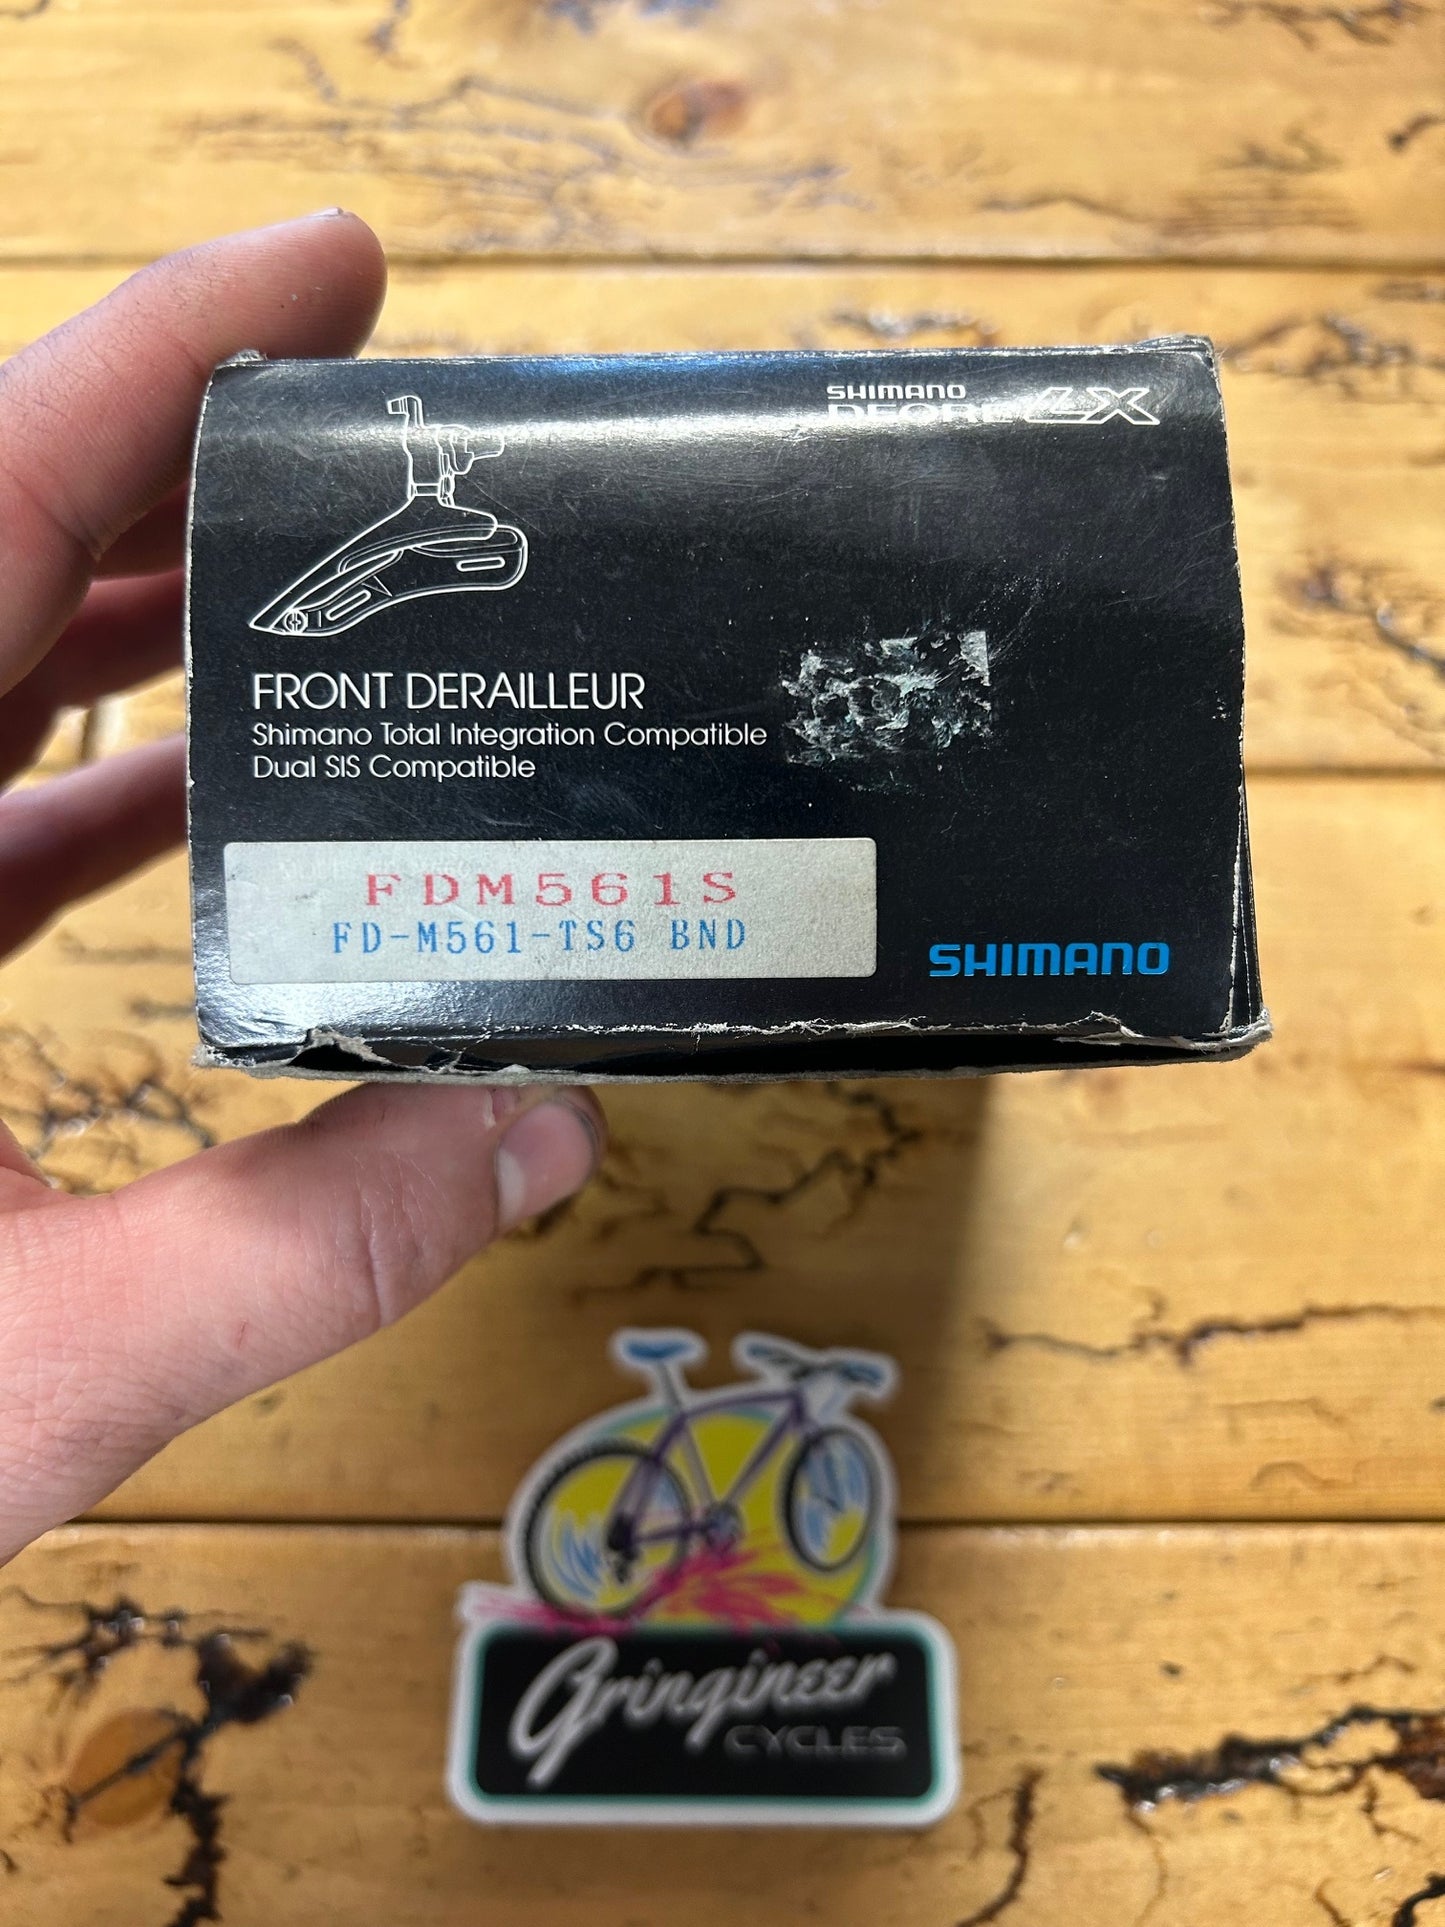 SHIMANO
DEORE LX
FRONT DERAILLEUR
Shimano Total Integration Compatible
Dual SIS Compatible
FDM561S
FD-M561-TS6 BND
SHIMANO
Gringineer
CYCLES